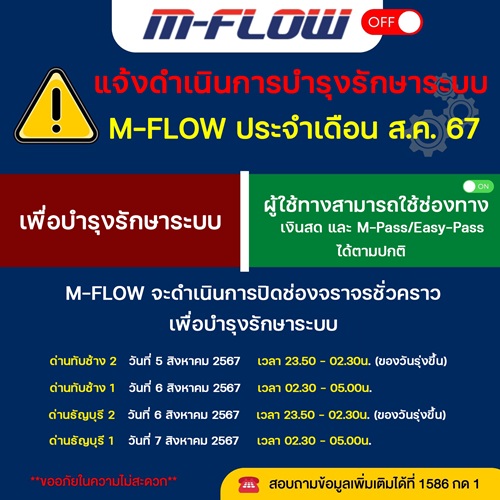 M-FLOW
OFF
แจ้งดำเนินการบำรุงรักษาระบบ
M-FLOW ประจำเดือน ส.ค. 67
เพื่อบำรุงรักษาระบบ
ON
ผู้ใช้ทางสามารถใช้ช่องทาง
เงินสด และ M-Pass/Easy-Pass
ได้ตามปกติ
M-FLOW จะดำเนินการปิดช่องจราจรชั่วคราว
เพื่อบำรุงรักษาระบบ
ด่านทับช้าง 2 วันที่ 5 สิงหาคม 2567 เวลา 23.50 - 02.30น. (ของวันรุ่งขึ้น)
ด่านทับช้าง 1 วันที่ 6 สิงหาคม 2567 เวลา 02.30 - 05.00น.
ด่านธัญบุรี 2 วันที่ 6 สิงหาคม 2567 เวลา 23.50 - 02.30น. (ของวันรุ่งขึ้น)
ด่านธัญบุรี 1 วันที่ 7 สิงหาคม 2567 เวลา 02.30 - 05.00น.
**ขออภัยในความไม่สะดวก**
สอบถามข้อมูลเพิ่มเติมได้ที่ 1586 กด 1